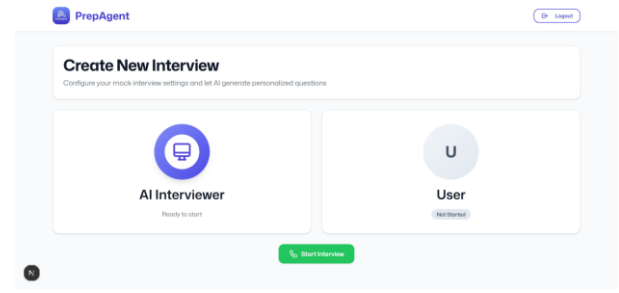 PrepAgent
Logout
Create New Interview
Configure your mock interview settings and let AI generate personalized questions
AI Interviewer
Ready to start
U
User
Not Started
Start Interview
N